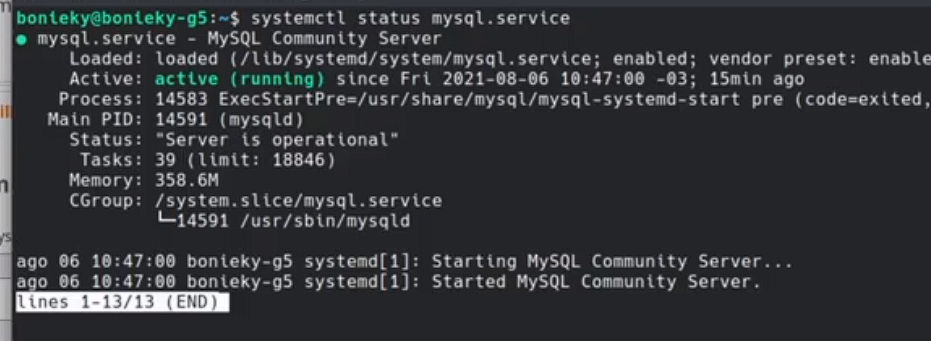 bonieky@bonieky-g5:~$ systemctl status mysql.service
● mysql.service - MySQL Community Server
Loaded: loaded (/lib/systemd/system/mysql.service; enabled; vendor preset: enable
Active: active (running) since Fri 2021-08-06 10:47:00 -03; 15min ago
Process: 14583 ExecStartPre=/usr/share/mysql/mysql-systemd-start pre (code=exited,
Main PID: 14591 (mysqld)
Status: "Server is operational"
Tasks: 39 (limit: 18846)
Memory: 358.6M
CGroup: /system.slice/mysql.service
└─14591 /usr/sbin/mysqld
ago 06 10:47:00 bonieky-g5 systemd[1]: Starting MySQL Community Server...
ago 06 10:47:00 bonieky-g5 systemd[1]: Started MySQL Community Server.
lines 1-13/13 (END)